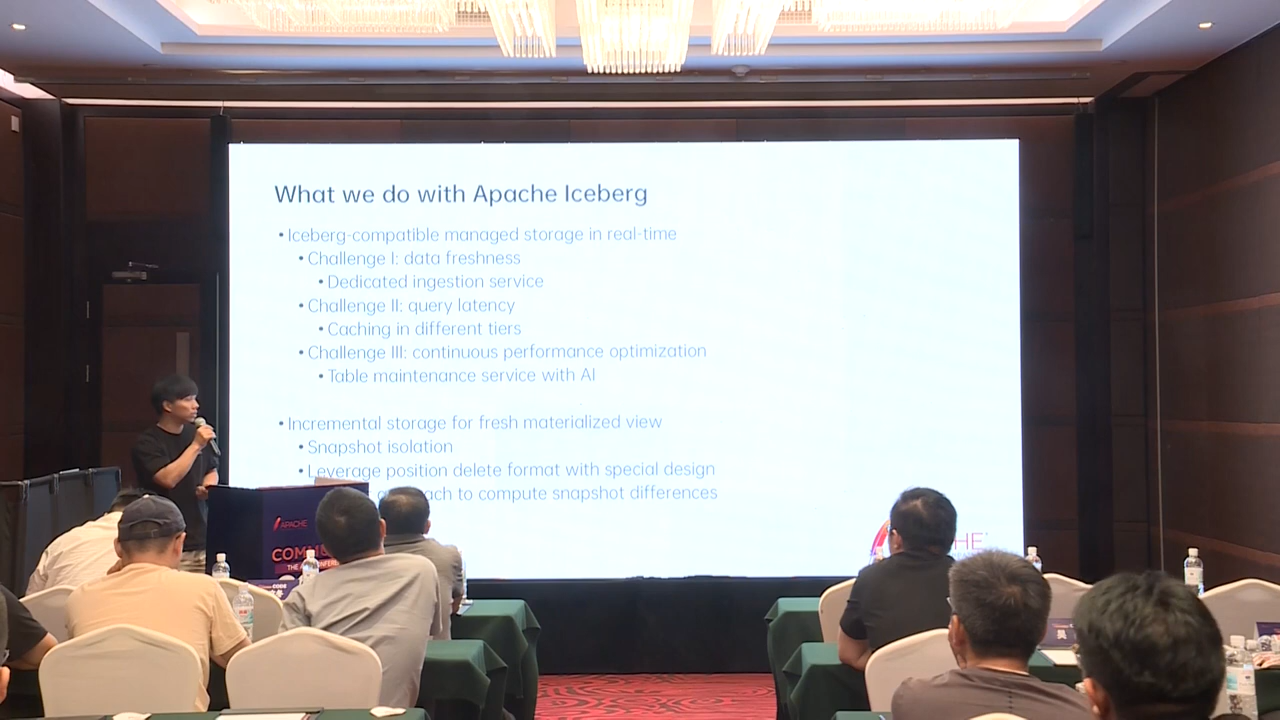 What we do with Apache Iceberg
• Iceberg-compatible managed storage in real-time
• Challenge I: data freshness
• Dedicated ingestion service
• Challenge II: query latency
• Caching in different tiers
• Challenge III: continuous performance optimization
• Table maintenance service with AI
• Incremental storage for fresh materialized view
• Snapshot isolation
• Leverage position delete format with special design
to compute snapshot differences
APACHE